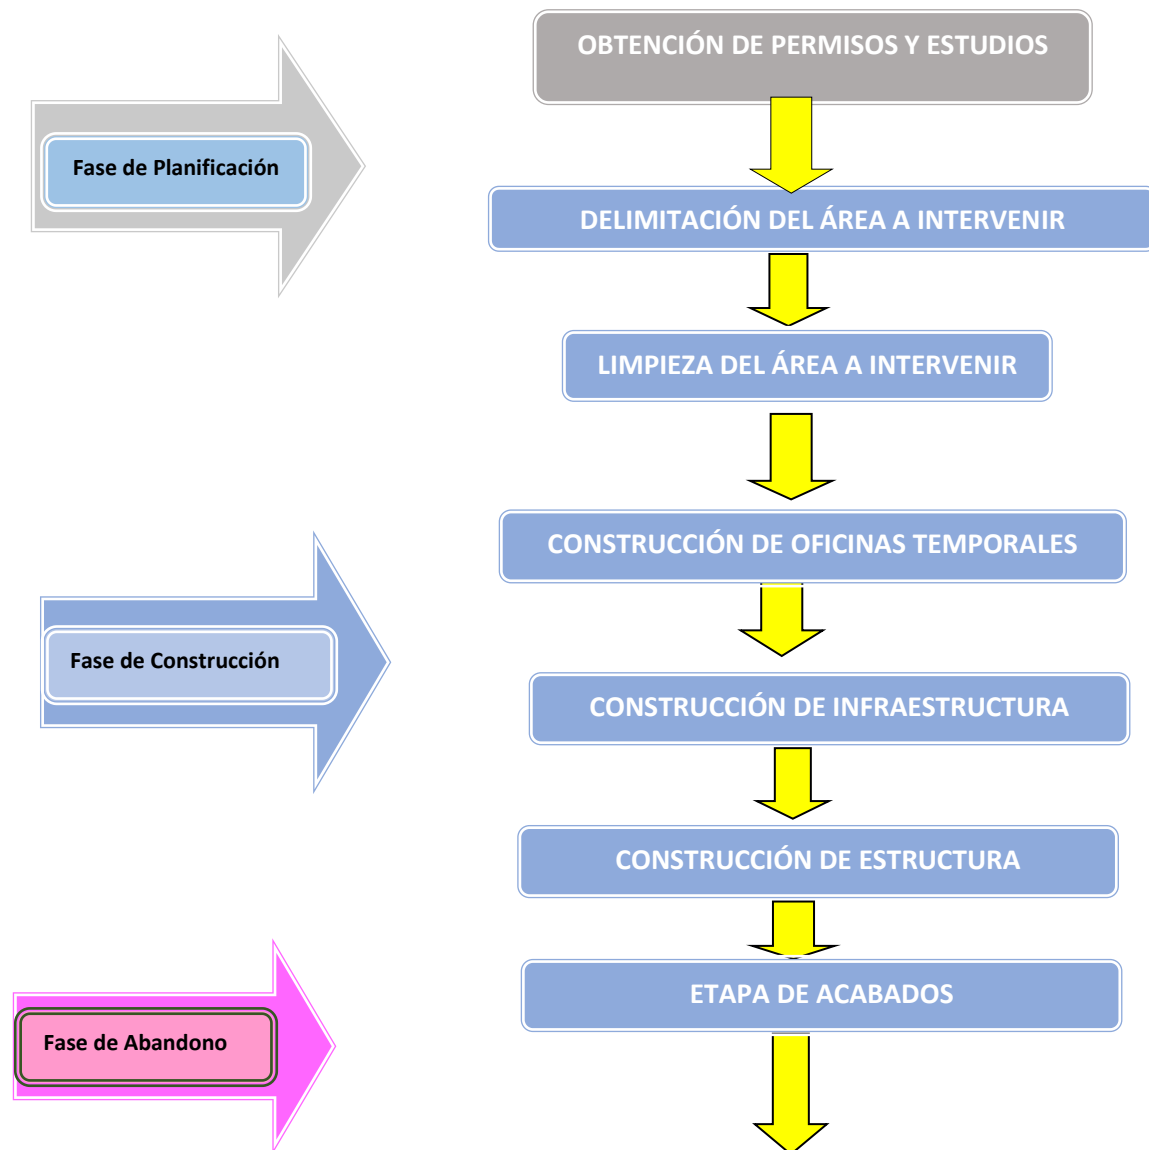 OBTENCIÓN DE PERMISOS Y ESTUDIOS
Fase de Planificación
DELIMITACIÓN DEL ÁREA A INTERVENIR
LIMPIEZA DEL ÁREA A INTERVENIR
CONSTRUCCIÓN DE OFICINAS TEMPORALES
Fase de Construcción
CONSTRUCCIÓN DE INFRAESTRUCTURA
CONSTRUCCIÓN DE ESTRUCTURA
ETAPA DE ACABADOS
Fase de Abandono